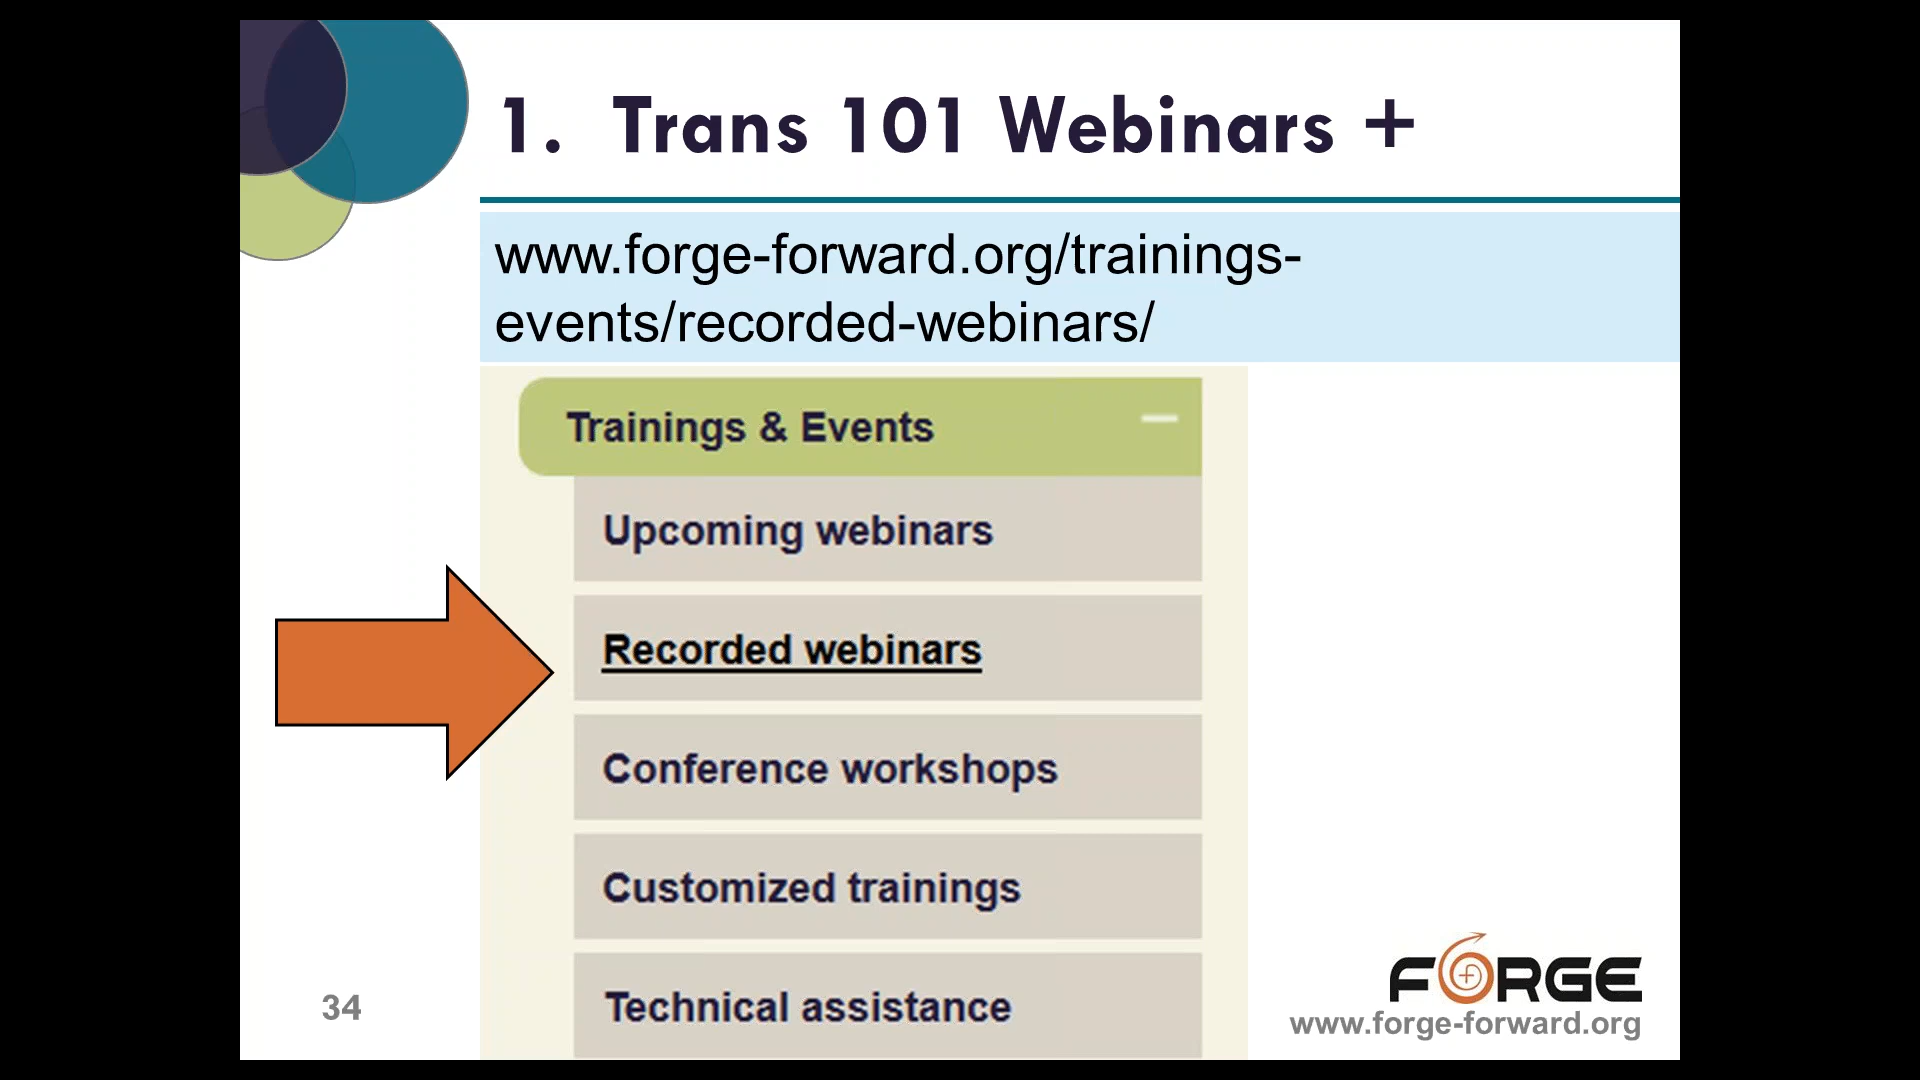 1. Trans 101 Webinars +
www.forge-forward.org/trainings-
events/recorded-webinars/
Trainings & Events
Upcoming webinars
Recorded webinars
Conference workshops
Customized trainings
Technical assistance
34
FORGE
www.forge-forward.org